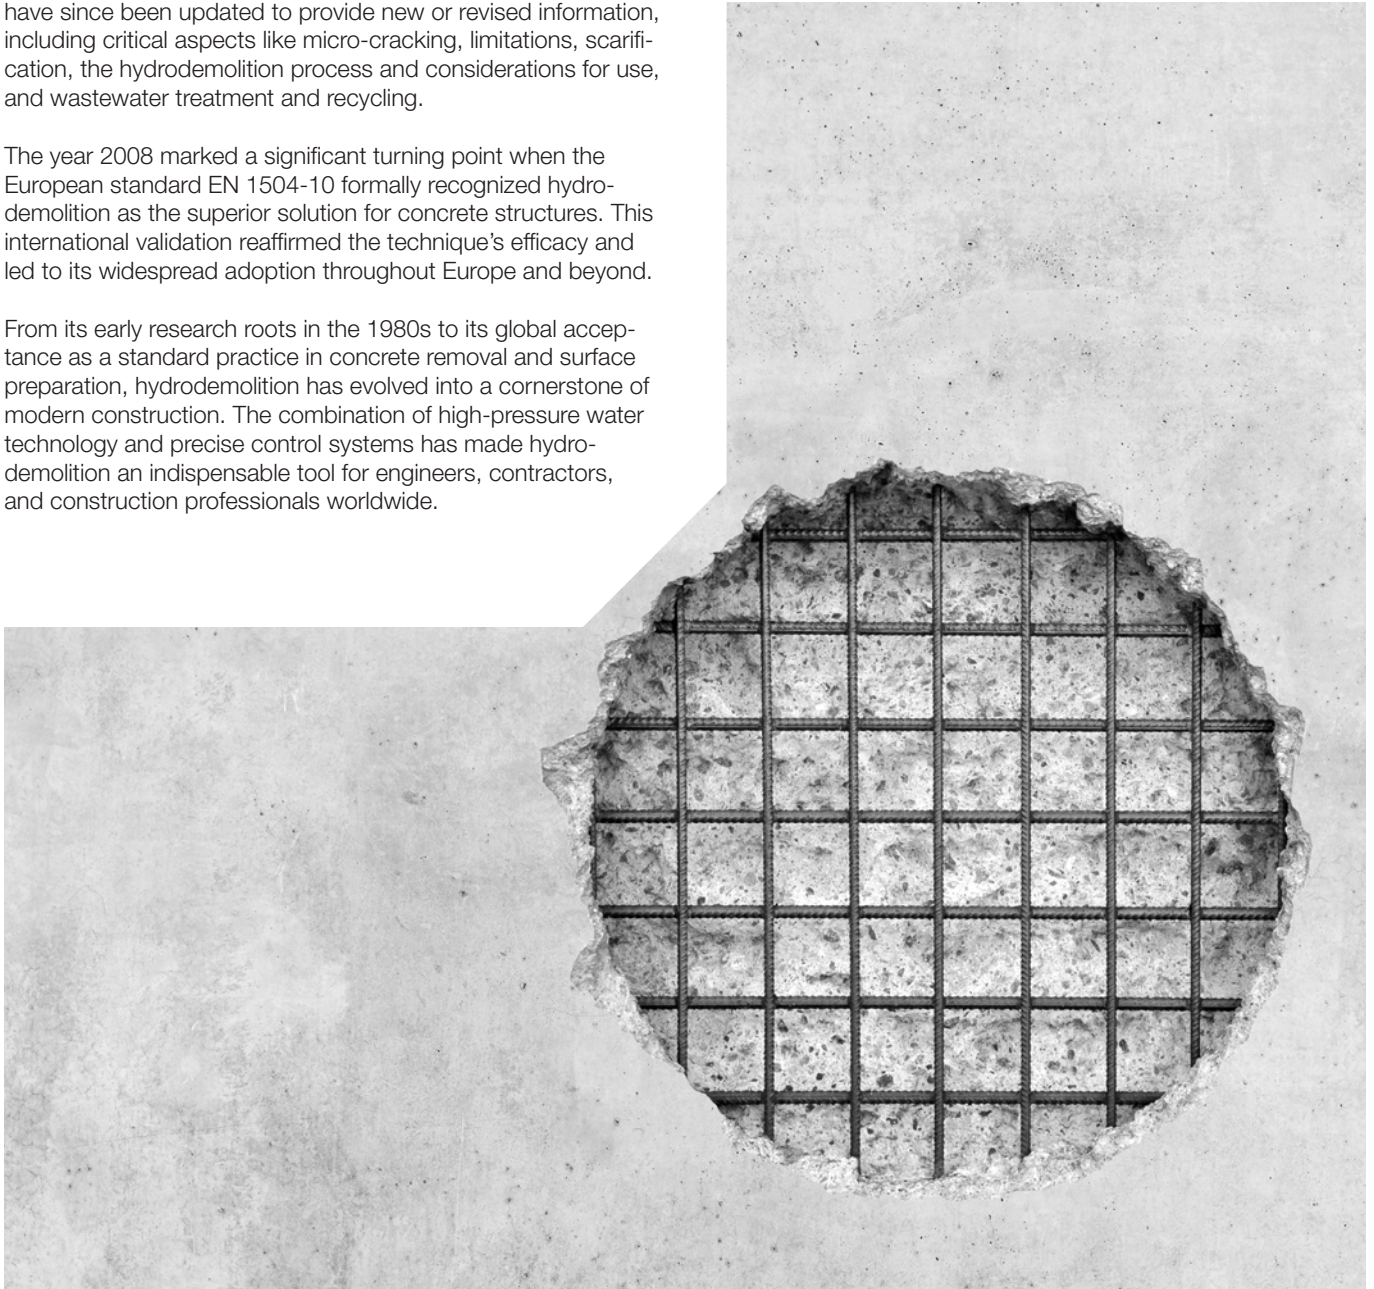 have since been updated to provide new or revised information,
including critical aspects like micro-cracking, limitations, scarifi-
cation, the hydrodemolition process and considerations for use,
and wastewater treatment and recycling.
The year 2008 marked a significant turning point when the
European standard EN 1504-10 formally recognized hydro-
demolition as the superior solution for concrete structures. This
international validation reaffirmed the technique’s efficacy and
led to its widespread adoption throughout Europe and beyond.
From its early research roots in the 1980s to its global accep-
tance as a standard practice in concrete removal and surface
preparation, hydrodemolition has evolved into a cornerstone of
modern construction. The combination of high-pressure water
technology and precise control systems has made hydro-
demolition an indispensable tool for engineers, contractors,
and construction professionals worldwide.